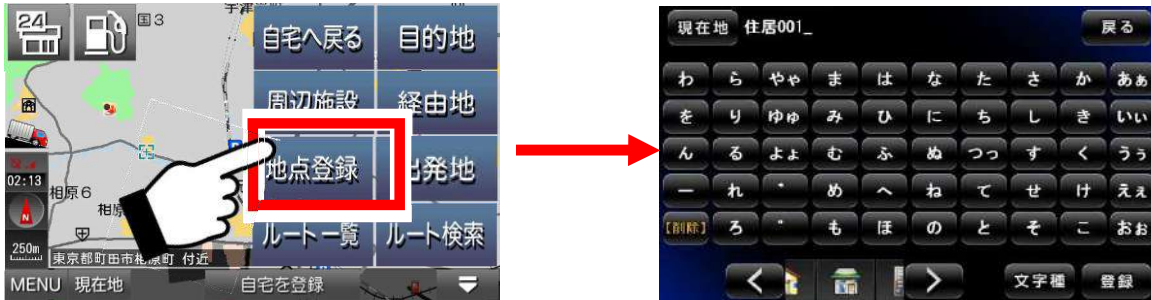 24
国3
自宅へ戻る 目的地
周辺施設 経由地
地点登録 出発地
02:13
相原6
相原
N
250m
東京都町田市相原町 付近
ルート一覧 ルート検索
MENU 現在地 自宅を登録
現在地 住居001_ 戻る
わ ら やゃ ま は な た さ か あぁ
を り ゆゅ み ひ に ち し き いぃ
ん る よょ む ふ ぬ つっ す く うぅ
ー れ ゛ め へ ね て せ け えぇ
[削除] ろ ゜ も ほ の と そ こ おぉ
< > 文字種 登録